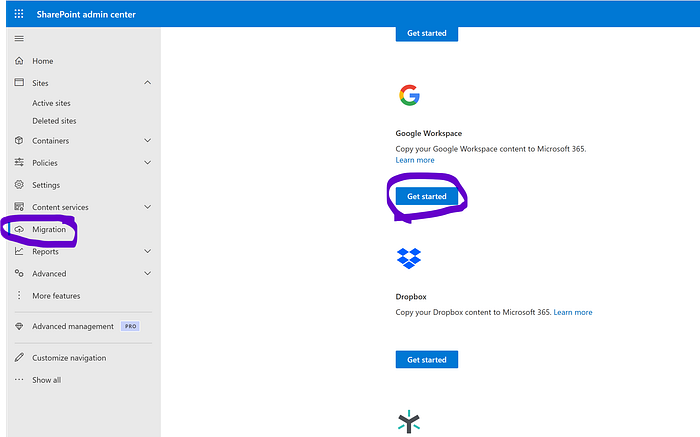 SharePoint admin center
Home
Sites
Active sites
Deleted sites
Containers
Policies
Settings
Content services
Migration
Reports
Advanced
More features
Advanced management PRO
Customize navigation
Show all
Get started
Google Workspace
Copy your Google Workspace content to Microsoft 365.
Learn more
Get started
Dropbox
Copy your Dropbox content to Microsoft 365. Learn more
Get started